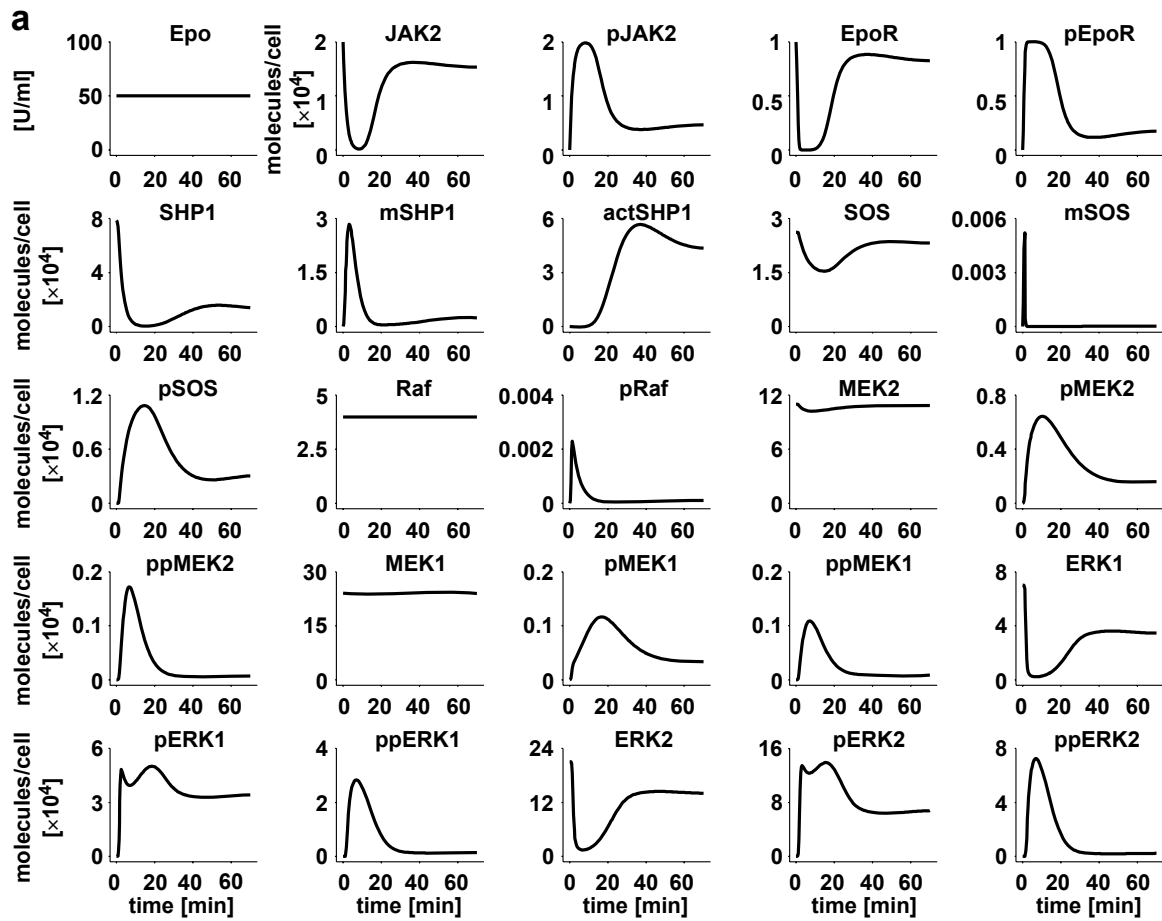 a
Epo JAK2 pJAK2 EpoR pEpoR
[U/ml] 100 50 0
molecules/cell [×10⁴] 2 1 0
2 1 0
1 0.5 0
1 0.5 0
0 20 40 60 0 20 40 60 0 20 40 60 0 20 40 60 0 20 40 60
SHP1 mSHP1 actSHP1 SOS mSOS
molecules/cell [×10⁴] 8 4 0
3 1.5 0
6 3 0
3 1.5 0
0.006 0.003 0
0 20 40 60 0 20 40 60 0 20 40 60 0 20 40 60 0 20 40 60
pSOS Raf pRaf MEK2 pMEK2
molecules/cell [×10⁴] 1.2 0.6 0
5 2.5 0
0.004 0.002 0
12 6 0
0.8 0.4 0
0 20 40 60 0 20 40 60 0 20 40 60 0 20 40 60 0 20 40 60
ppMEK2 MEK1 pMEK1 ppMEK1 ERK1
molecules/cell [×10⁴] 0.2 0.1 0
30 15 0
0.2 0.1 0
0.2 0.1 0
8 4 0
0 20 40 60 0 20 40 60 0 20 40 60 0 20 40 60 0 20 40 60
pERK1 ppERK1 ERK2 pERK2 ppERK2
molecules/cell [×10⁴] 6 3 0
4 2 0
24 12 0
16 8 0
8 4 0
0 20 40 60 0 20 40 60 0 20 40 60 0 20 40 60 0 20 40 60
time [min] time [min] time [min] time [min] time [min]